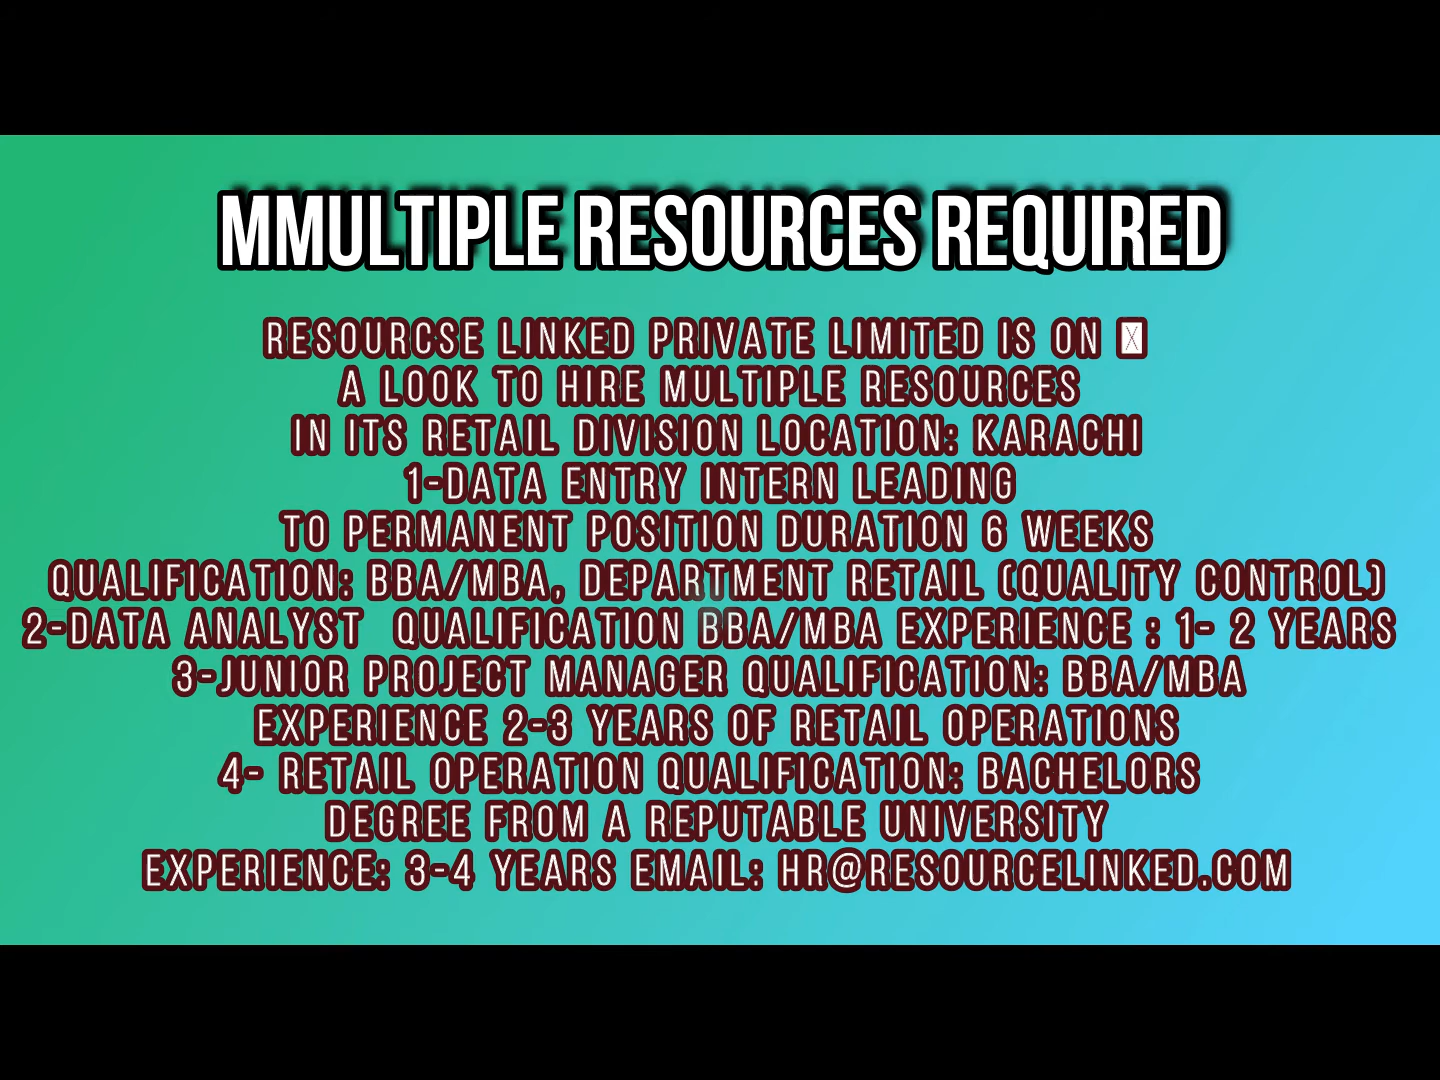 MMULTIPLE RESOURCES REQUIRED
RESOURCSE LINKED PRIVATE LIMITED IS ON
A LOOK TO HIRE MULTIPLE RESOURCES
IN ITS RETAIL DIVISION LOCATION: KARACHI
1-DATA ENTRY INTERN LEADING
TO PERMANENT POSITION DURATION 6 WEEKS
QUALIFICATION: BBA/MBA, DEPARTMENT RETAIL (QUALITY CONTROL)
2-DATA ANALYST  QUALIFICATION BBA/MBA EXPERIENCE : 1- 2 YEARS
3-JUNIOR PROJECT MANAGER QUALIFICATION: BBA/MBA
EXPERIENCE 2-3 YEARS OF RETAIL OPERATIONS
4- RETAIL OPERATION QUALIFICATION: BACHELORS
DEGREE FROM A REPUTABLE UNIVERSITY
EXPERIENCE: 3-4 YEARS EMAIL: HR@RESOURCELINKED.COM